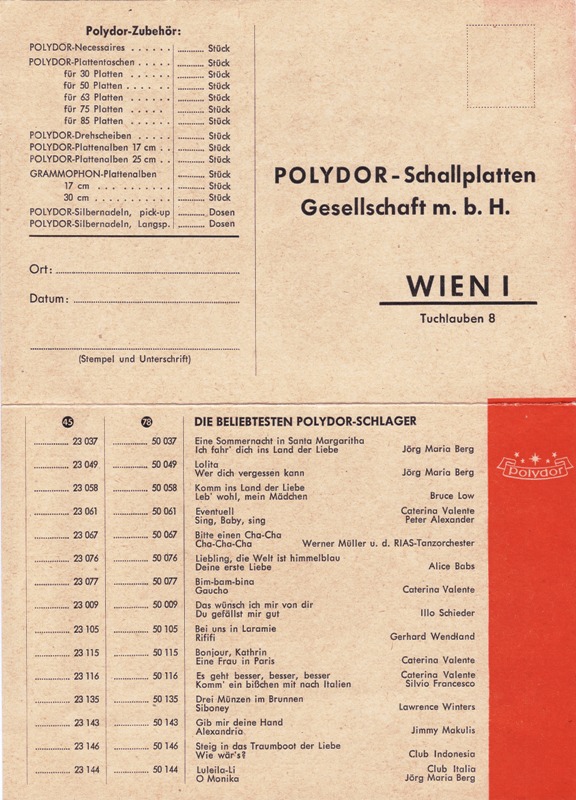 Polydor-Zubehör:
POLYDOR-Necessaires . . . . . . .......... Stück
POLYDOR-Plattentaschen . . . . . .......... Stück
für 30 Platten . . . . . .......... Stück
für 50 Platten . . . . . .......... Stück
für 63 Platten . . . . . .......... Stück
für 75 Platten . . . . . .......... Stück
für 85 Platten . . . . . .......... Stück
POLYDOR-Drehscheiben . . . . . .......... Stück
POLYDOR-Plattenalben 17 cm . . .......... Stück
POLYDOR-Plattenalben 25 cm . . .......... Stück
GRAMMOPHON-Plattenalben .......... Stück
17 cm . . . . . . . . . .......... Stück
30 cm . . . . . . . . . .......... Stück
POLYDOR-Silbernadeln, pick-up .......... Dosen
POLYDOR-Silbernadeln, Langsp. .......... Dosen
Ort: ..........
Datum: ..........
(Stempel und Unterschrift)
POLYDOR-Schallplatten
Gesellschaft m. b. H.
WIEN I
Tuchlauben 8
45 78 DIE BELIEBTESTEN POLYDOR-SCHLAGER
.......... 23 037 .......... 50 037 Eine Sommernacht in Santa Margaritha
Ich fahr' dich ins Land der Liebe Jörg Maria Berg
.......... 23 049 .......... 50 049 Lolita
Wer dich vergessen kann Jörg Maria Berg
.......... 23 058 .......... 50 058 Komm ins Land der Liebe
Leb' wohl, mein Mädchen Bruce Low
.......... 23 061 .......... 50 061 Eventuell Caterina Valente
Sing, Baby, sing Peter Alexander
.......... 23 067 .......... 50 067 Bitte einen Cha-Cha
Cha-Cha-Cha Werner Müller u. d. RIAS-Tanzorchester
.......... 23 076 .......... 50 076 Liebling, die Welt ist himmelblau
Deine erste Liebe Alice Babs
.......... 23 077 .......... 50 077 Bim-bam-bina
Gaucho Caterina Valente
.......... 23 009 .......... 50 009 Das wünsch ich mir von dir
Du gefällst mir gut Illo Schieder
.......... 23 105 .......... 50 105 Bei uns in Laramie
Rififi Gerhard Wendland
.......... 23 115 .......... 50 115 Bonjour, Kathrin
Eine Frau in Paris Caterina Valente
.......... 23 116 .......... 50 116 Es geht besser, besser, besser Caterina Valente
Komm' ein bißchen mit nach Italien Silvio Francesco
.......... 23 135 .......... 50 135 Drei Münzen im Brunnen
Siboney Lawrence Winters
.......... 23 143 .......... 50 143 Gib mir deine Hand
Alexandria Jimmy Makulis
.......... 23 146 .......... 50 146 Steig in das Traumboot der Liebe
Wie wär's? Club Indonesia
.......... 23 144 .......... 50 144 Luleila-Li Club Italia
O Monika Jörg Maria Berg
Polydor